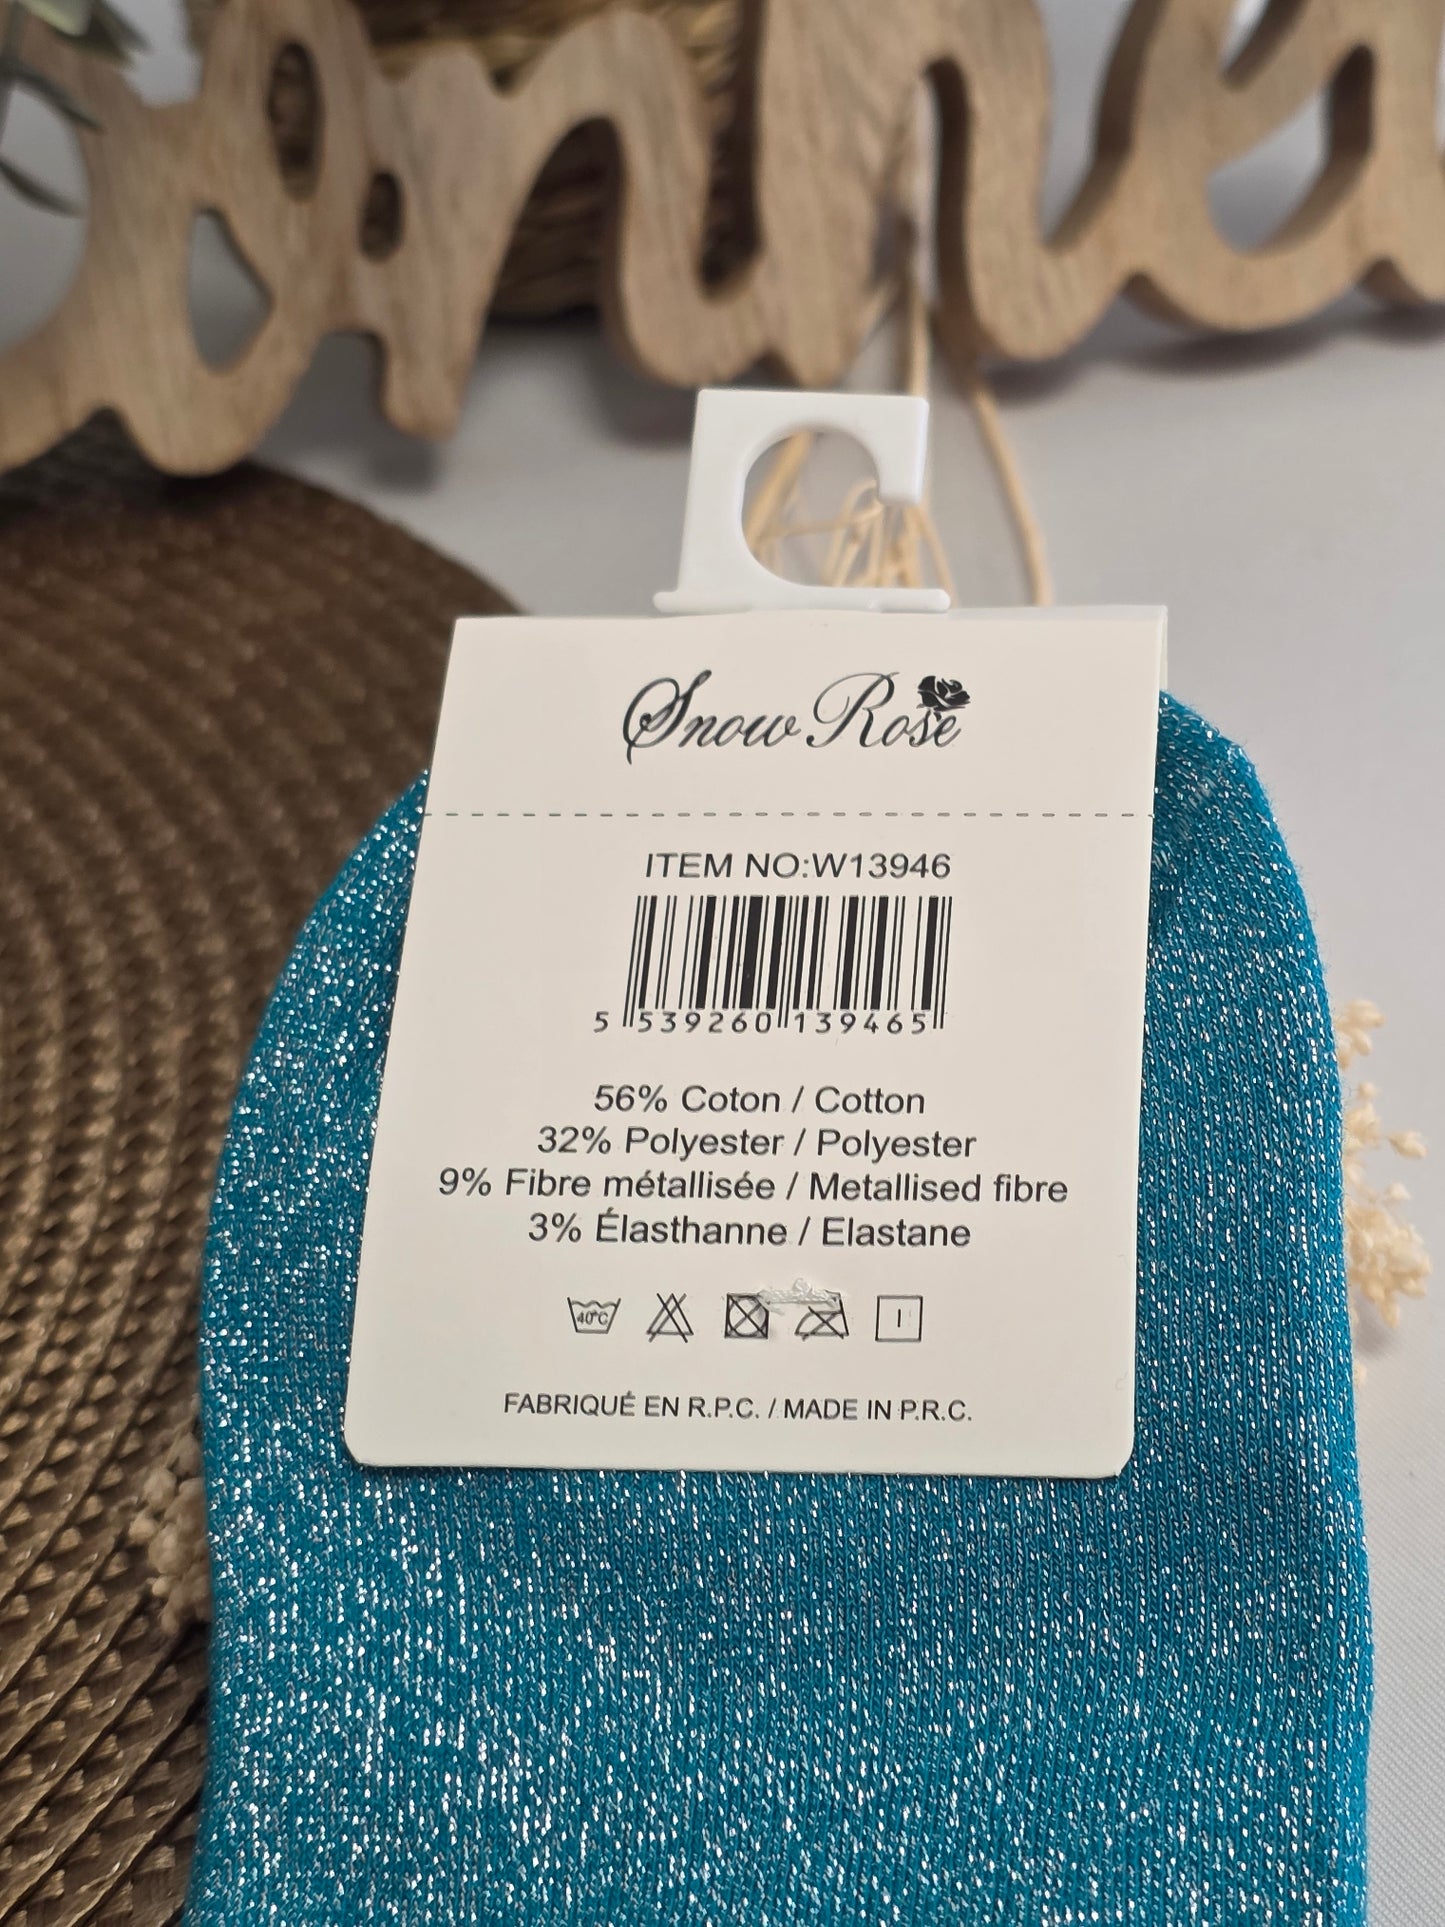 Snow Rose
ITEM NO:W13946
5 539260 139465
56% Coton / Cotton
32% Polyester / Polyester
9% Fibre métallisée / Metallised fibre
3% Élasthanne / Elastane
40°C
FABRIQUÉ EN R.P.C. / MADE IN P.R.C.